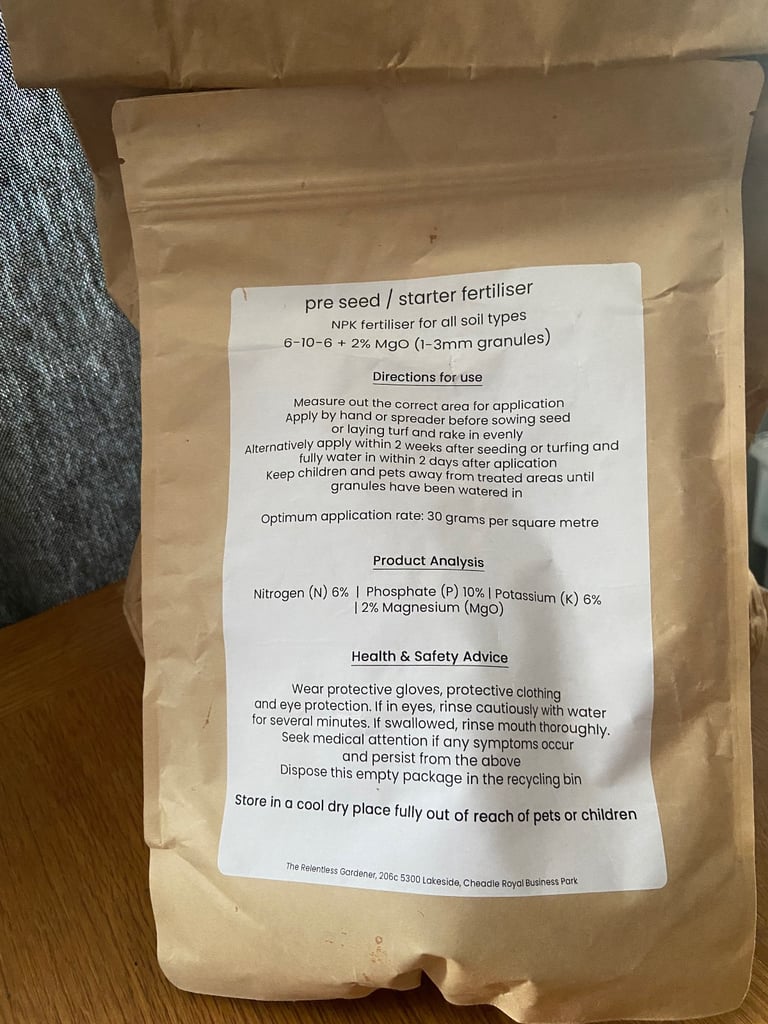 pre seed / starter fertiliser
NPK fertiliser for all soil types
6-10-6 + 2% MgO (1-3mm granules)
Directions for use
Measure out the correct area for application
Apply by hand or spreader before sowing seed
or laying turf and rake in evenly
Alternatively apply within 2 weeks after seeding or turfing and
fully water in within 2 days after aplication
Keep children and pets away from treated areas until
granules have been watered in
Optimum application rate: 30 grams per square metre
Product Analysis
Nitrogen (N) 6% | Phosphate (P) 10% | Potassium (K) 6%
| 2% Magnesium (MgO)
Health & Safety Advice
Wear protective gloves, protective clothing
and eye protection. If in eyes, rinse cautiously with water
for several minutes. If swallowed, rinse mouth thoroughly.
Seek medical attention if any symptoms occur
and persist from the above
Dispose this empty package in the recycling bin
Store in a cool dry place fully out of reach of pets or children
The Relentless Gardener, 206c 5300 Lakeside, Cheadle Royal Business Park